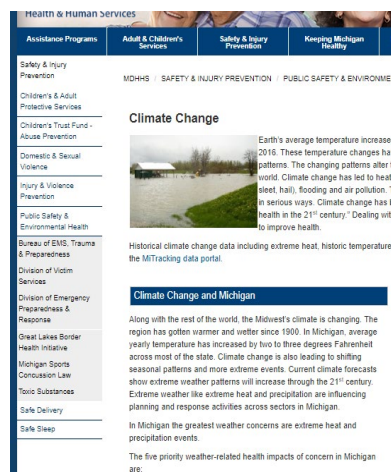 Health & Human Services
Assistance Programs
Adult & Children's
Services
Safety & Injury
Prevention
Keeping Michigan
Healthy
Safety & Injury
Prevention
Children's & Adult
Protective Services
Children's Trust Fund -
Abuse Prevention
Domestic & Sexual
Violence
Injury & Violence
Prevention
Public Safety &
Environmental Health
Bureau of EMS, Trauma
& Preparedness
Division of Victim
Services
Division of Emergency
Preparedness &
Response
Great Lakes Border
Health Initiative
Michigan Sports
Concussion Law
Toxic Substances
Safe Delivery
Safe Sleep
MDHHS / SAFETY & INJURY PREVENTION / PUBLIC SAFETY & ENVIRONME
Climate Change
Earth's average temperature increase
2016. These temperature changes ha
patterns. The changing patterns alter
world. Climate change has led to heat
sleet, hail), flooding and air pollution.
in serious ways. Climate change has
health in the 21st century." Dealing wit
to improve health.
Historical climate change data including extreme heat, historic temperature
the MiTracking data portal.
Climate Change and Michigan
Along with the rest of the world, the Midwest's climate is changing. The
region has gotten warmer and wetter since 1900. In Michigan, average
yearly temperature has increased by two to three degrees Fahrenheit
across most of the state. Climate change is also leading to shifting
seasonal patterns and more extreme events. Current climate forecasts
show extreme weather patterns will increase through the 21st century.
Extreme weather like extreme heat and precipitation are influencing
planning and response activities across sectors in Michigan.
In Michigan the greatest weather concerns are extreme heat and
precipitation events.
The five priority weather-related health impacts of concern in Michigan
are: